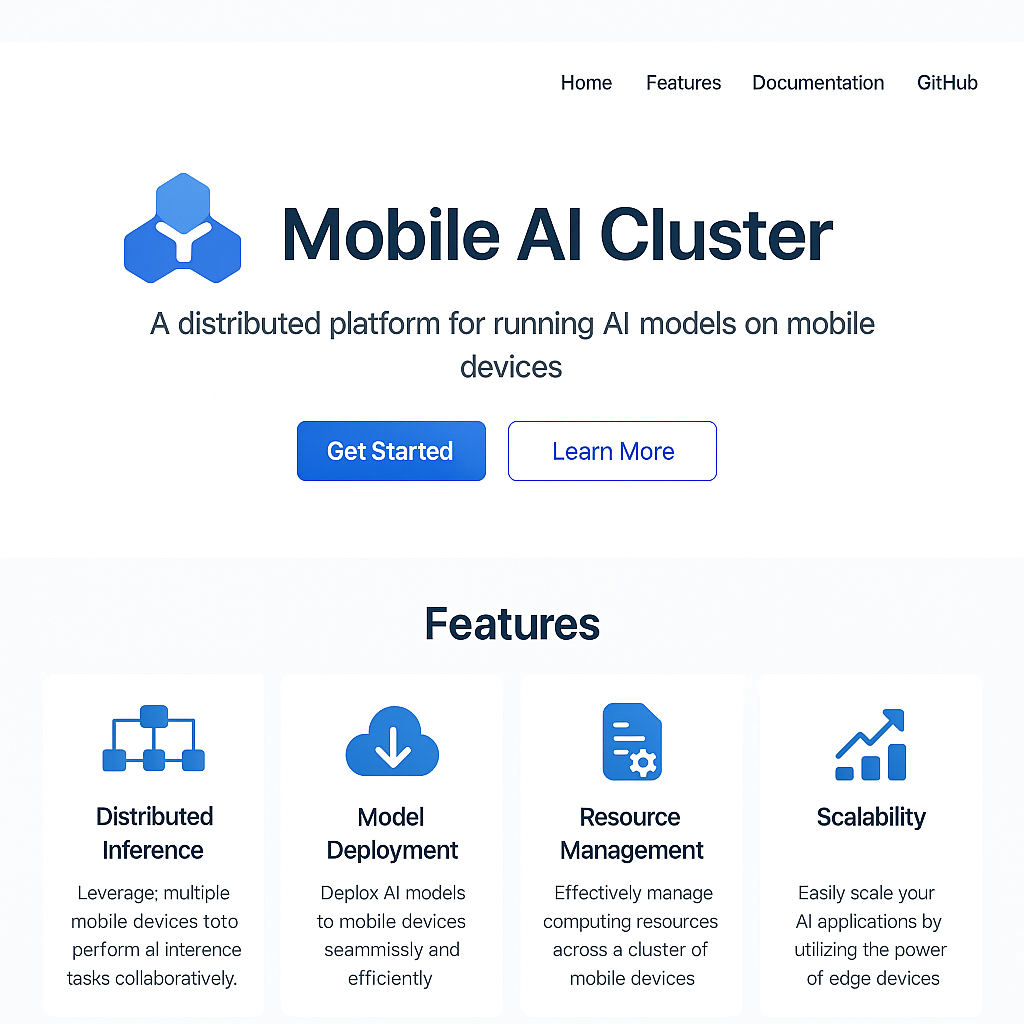 Home Features Documentation GitHub
Mobile AI Cluster
A distributed platform for running AI models on mobile
devices
Get Started Learn More
Features
Distributed
Inference
Leverage; multiple
mobile devices toto
perform al interence
tasks collaboratively.
Model
Deployment
Deplox AI models
to mobile devices
seammissly and
efficiently
Resource
Management
Effectively manage
computing resources
across a cluster of
mobile devices
Scalability
Easily scale your
AI applications by
utilizing the power
of edge devices